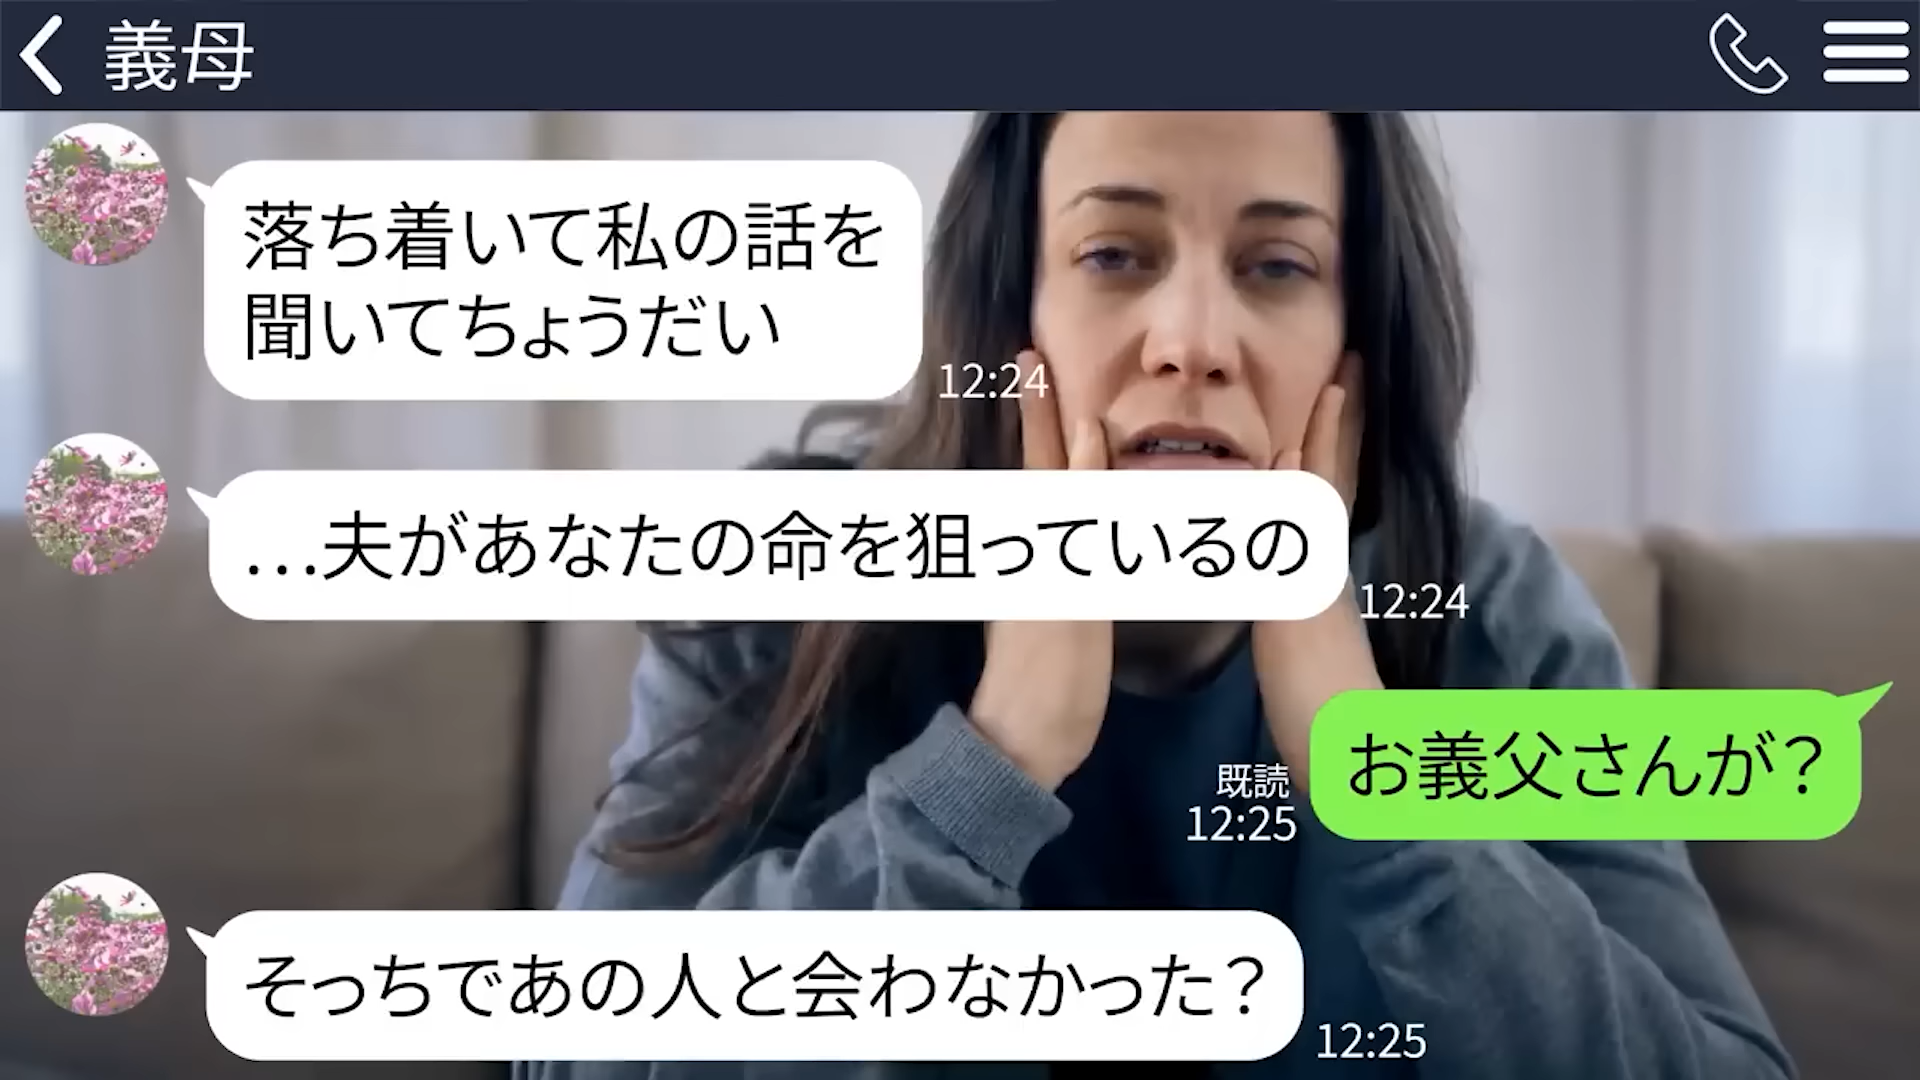 義母
落ち着いて私の話を
聞いてちょうだい
12:24
…夫があなたの命を狙っているの
12:24
お義父さんが？
既読
12:25
そっちであの人と会わなかった？
12:25